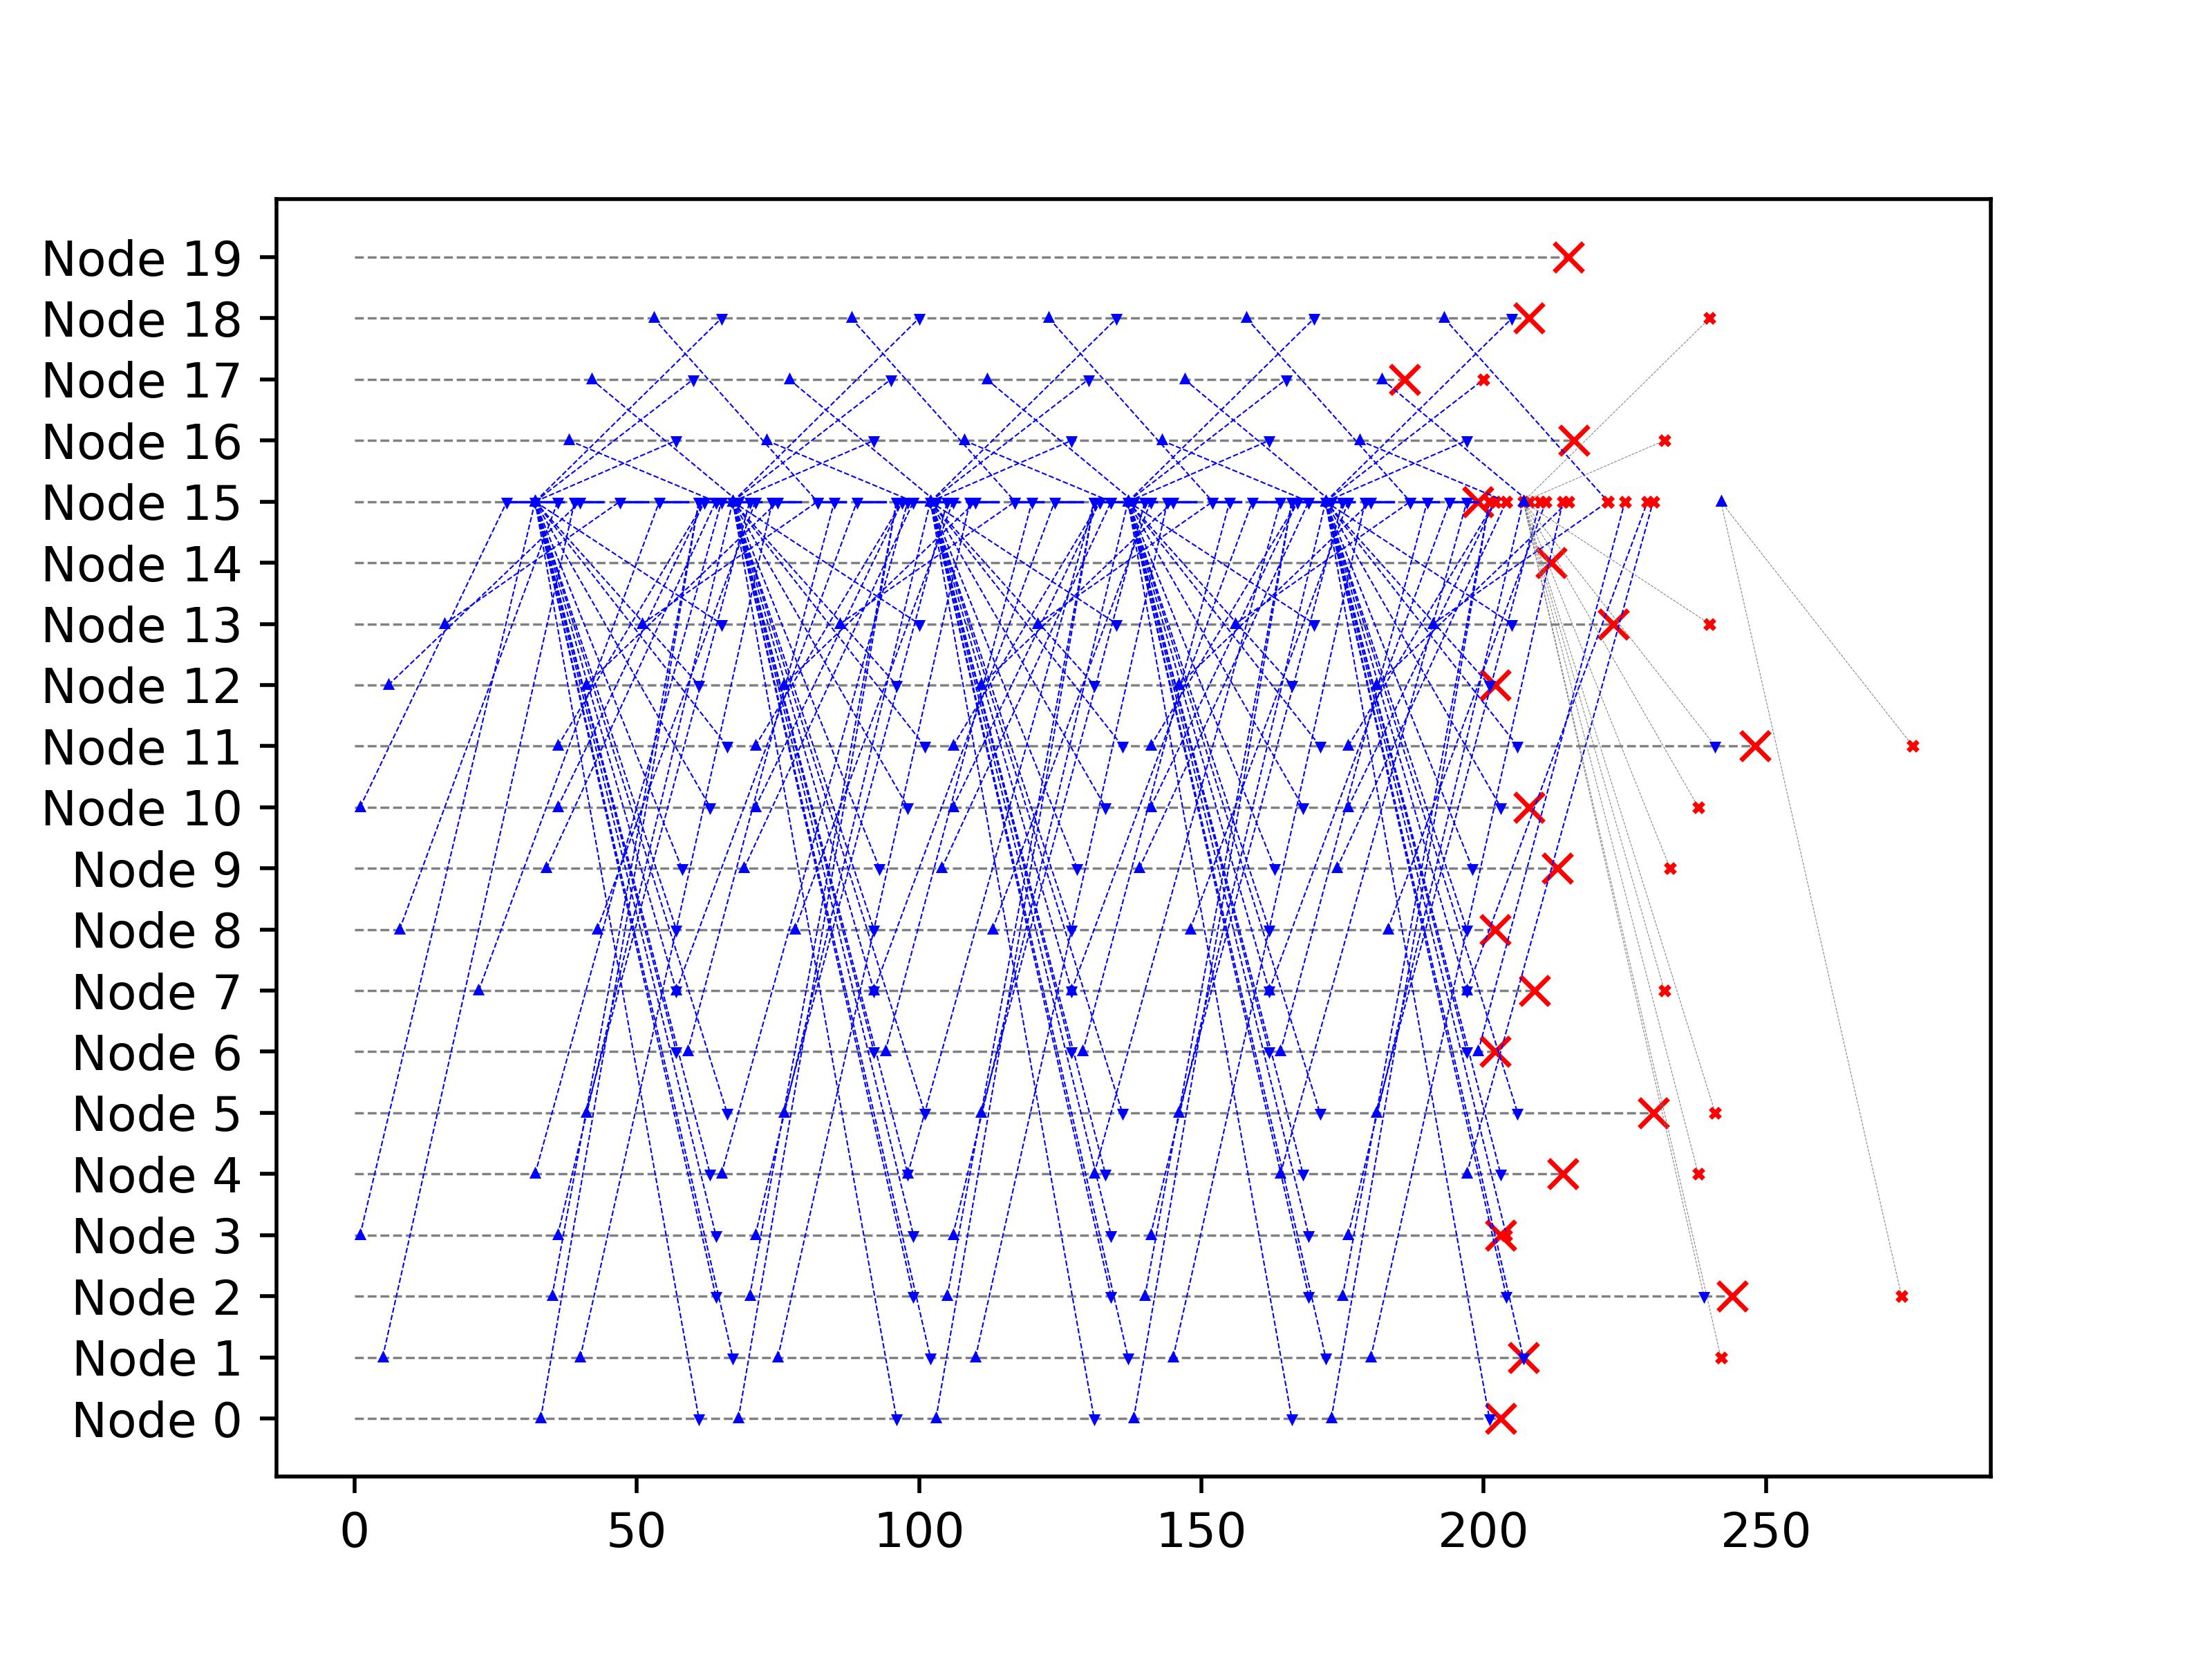 Node 19
Node 18
Node 17
Node 16
Node 15
Node 14
Node 13
Node 12
Node 11
Node 10
Node 9
Node 8
Node 7
Node 6
Node 5
Node 4
Node 3
Node 2
Node 1
Node 0
0 50 100 150 200 250